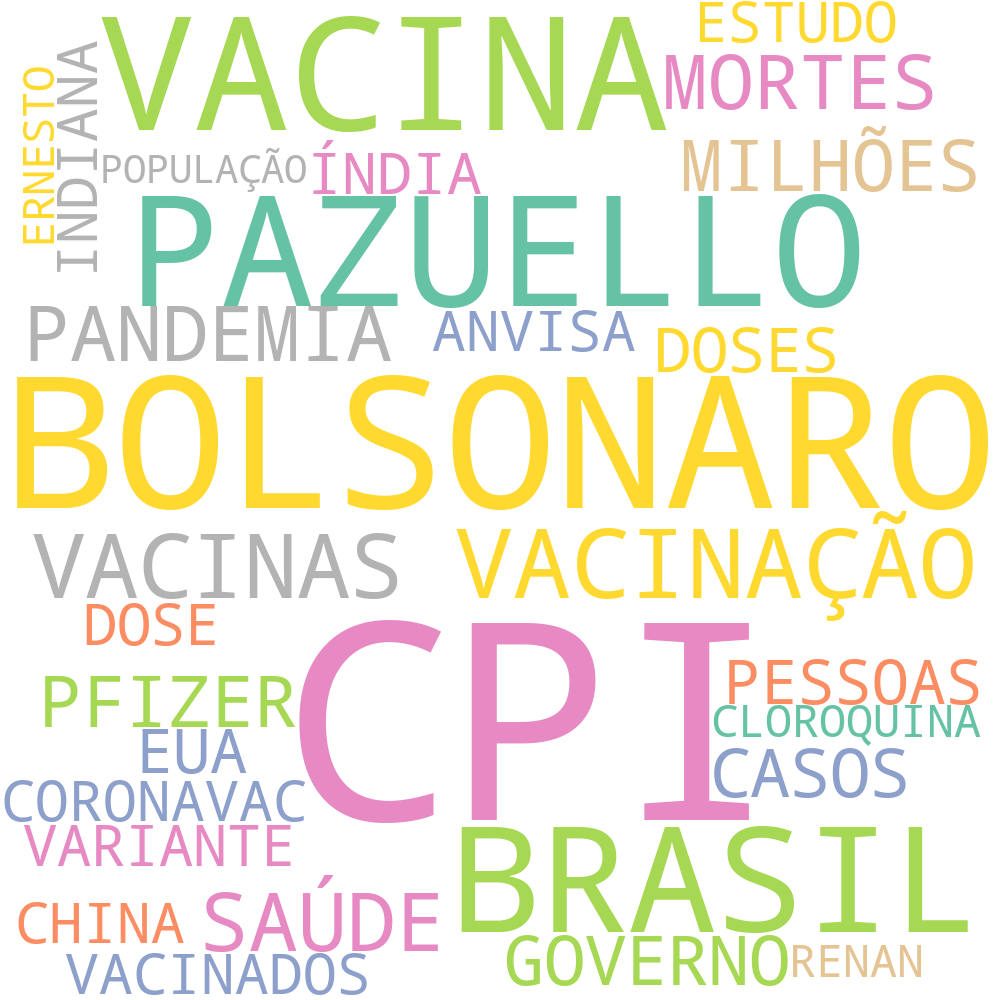 ESTUDO
VACINA
MORTES
ERNESTO
INDIANA
POPULAÇÃO
ÍNDIA
MILHÕES
PAZUELLO
PANDEMIA
ANVISA
DOSES
BOLSONARO
VACINAS
VACINAÇÃO
DOSE
CPI
PESSOAS
PFIZER
CLOROQUINA
EUA
CASOS
CORONAVAC
VARIANTE
BRASIL
CHINA
SAÚDE
GOVERNO
RENAN
VACINADOS